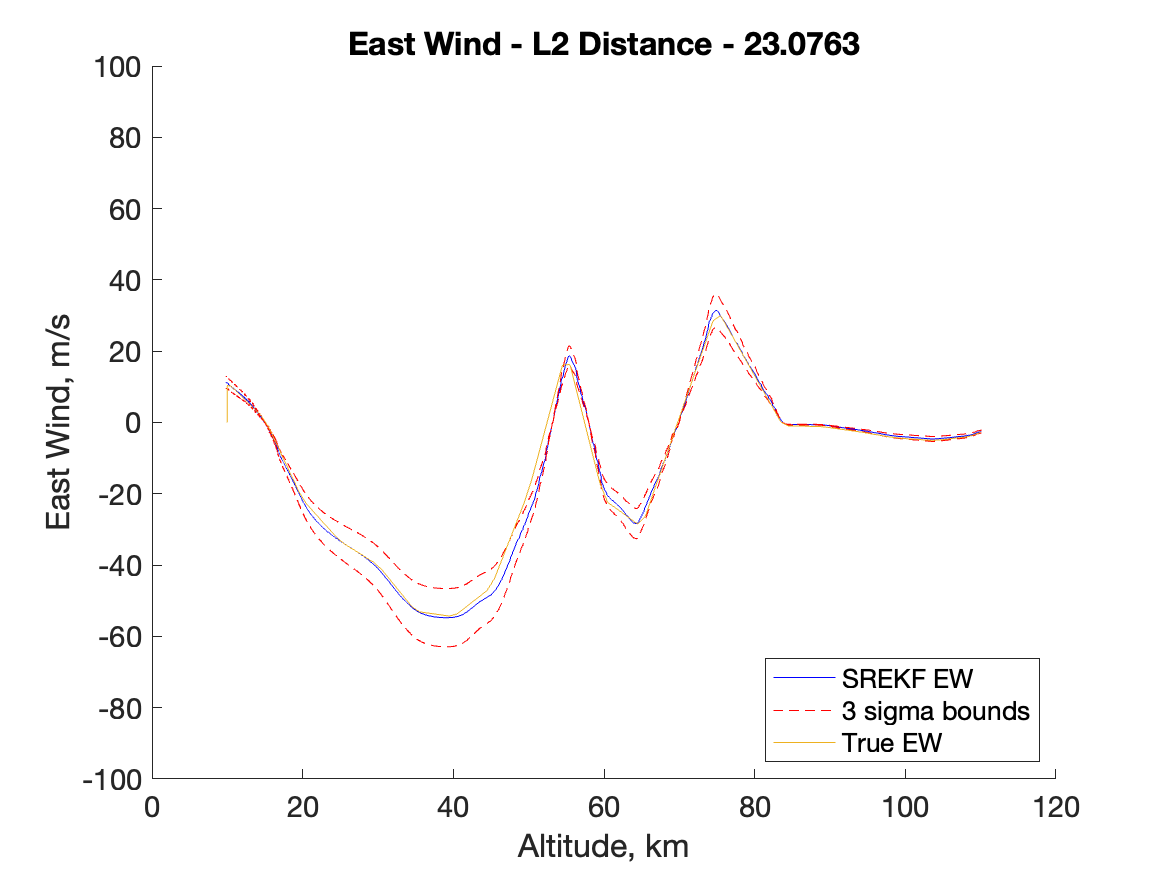 East Wind - L2 Distance - 23.0763
100
80
60
40
20
0
-20
-40
-60
-80
-100
East Wind, m/s
SREKF EW
3 sigma bounds
True EW
0 20 40 60 80 100 120
Altitude, km